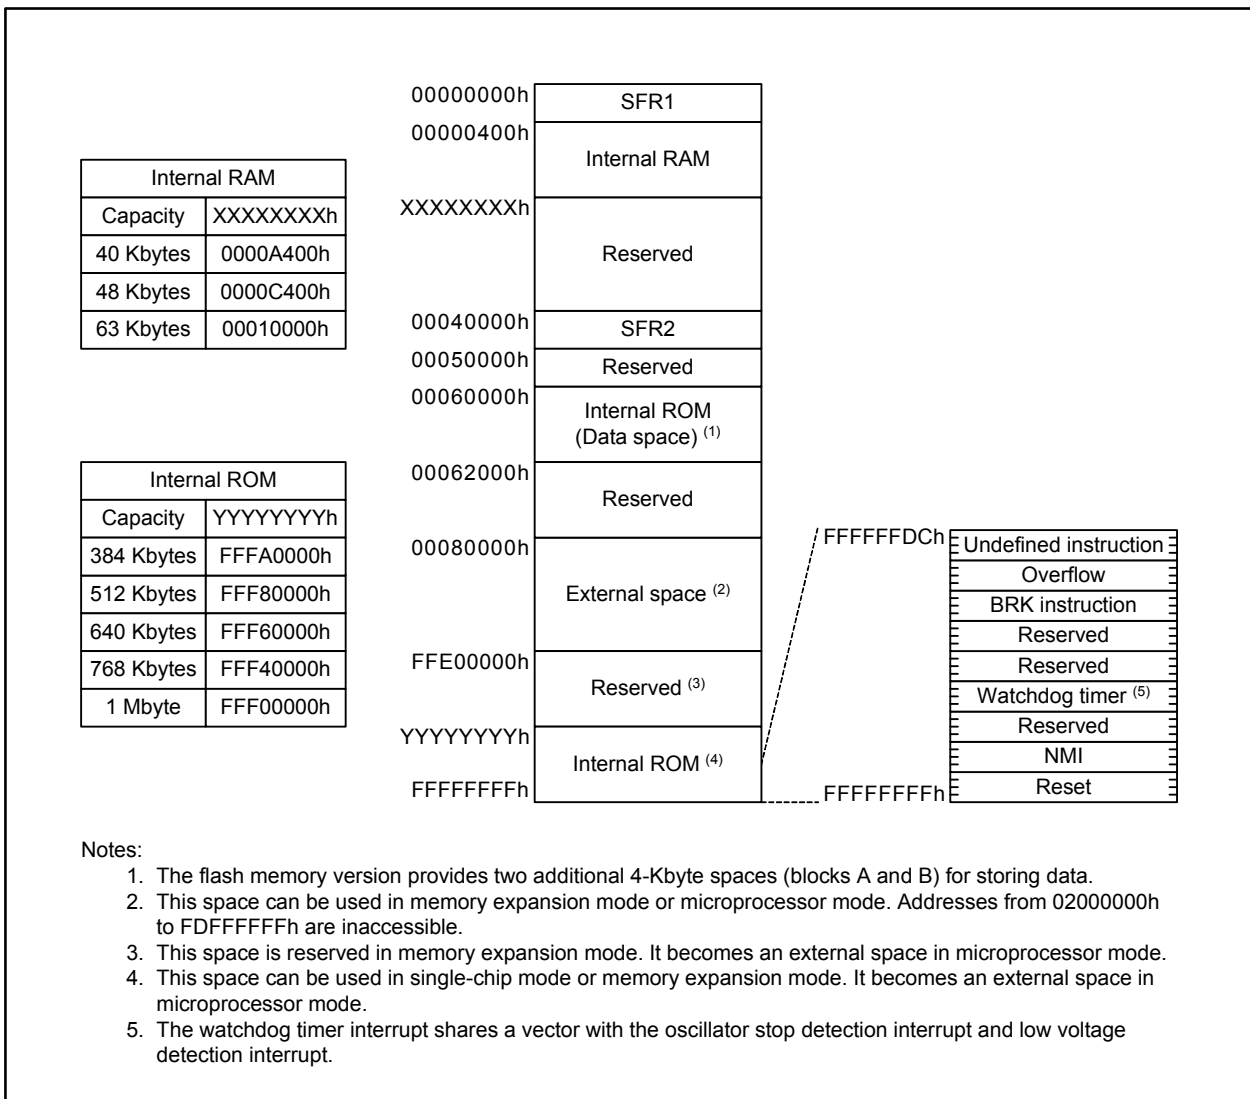 00000000h
SFR1
00000400h
Internal RAM
XXXXXXXXh
Reserved
00040000h
SFR2
00050000h
Reserved
00060000h
Internal ROM
(Data space) (1)
00062000h
Reserved
00080000h
External space (2)
FFE00000h
Reserved (3)
YYYYYYYYh
Internal ROM (4)
FFFFFFFFh
Internal RAM
Capacity XXXXXXXXh
40 Kbytes 0000A400h
48 Kbytes 0000C400h
63 Kbytes 00010000h
Internal ROM
Capacity YYYYYYYYh
384 Kbytes FFFA0000h
512 Kbytes FFF80000h
640 Kbytes FFF60000h
768 Kbytes FFF40000h
1 Mbyte FFF00000h
FFFFFFDCh
Undefined instruction
Overflow
BRK instruction
Reserved
Reserved
Watchdog timer (5)
Reserved
NMI
Reset
FFFFFFFFh
Notes:
1. The flash memory version provides two additional 4-Kbyte spaces (blocks A and B) for storing data.
2. This space can be used in memory expansion mode or microprocessor mode. Addresses from 02000000h
to FDFFFFFFh are inaccessible.
3. This space is reserved in memory expansion mode. It becomes an external space in microprocessor mode.
4. This space can be used in single-chip mode or memory expansion mode. It becomes an external space in
microprocessor mode.
5. The watchdog timer interrupt shares a vector with the oscillator stop detection interrupt and low voltage
detection interrupt.